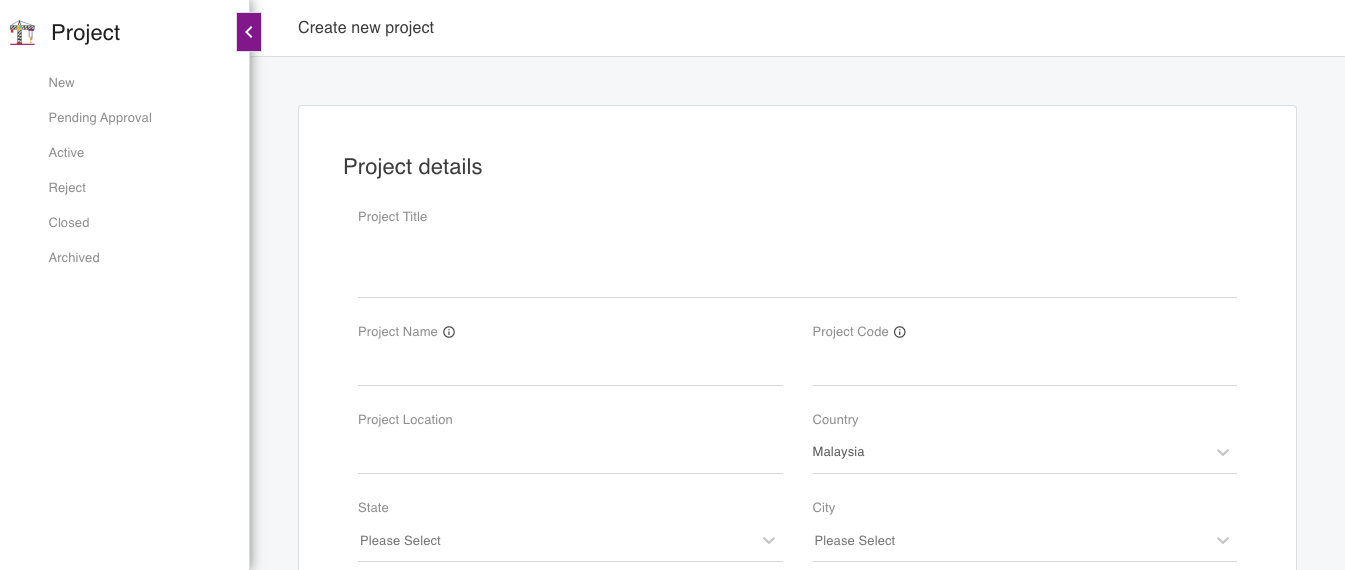 Project
New
Pending Approval
Active
Reject
Closed
Archived
Create new project
Project details
Project Title
Project Name
Project Code
Project Location
Country
Malaysia
State
Please Select
City
Please Select